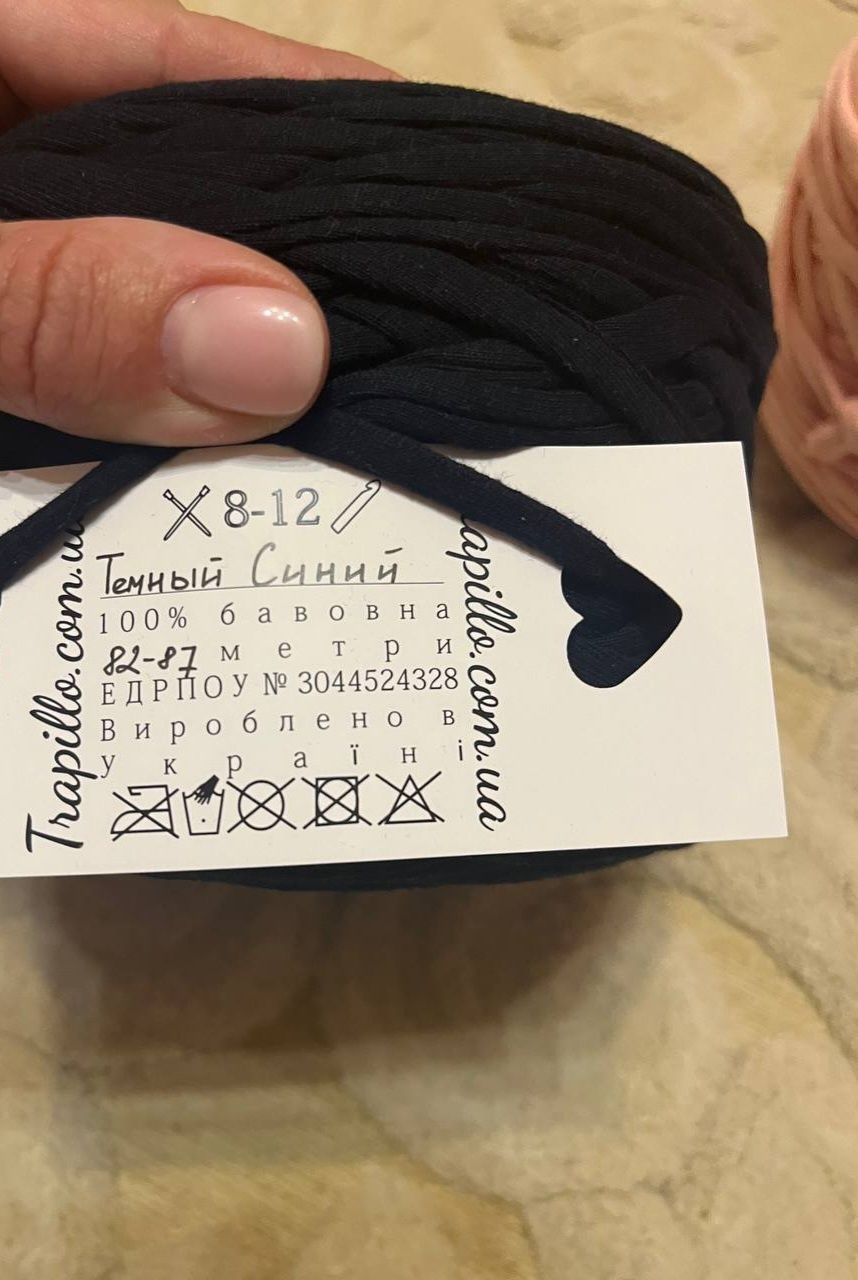 8-12
Темный Синий
100% бавовна
82-87 метри
ЕДРПОУ № 3044524328
Вироблено в
україні
Trapillo.com.ua
Trapillo.com.ua